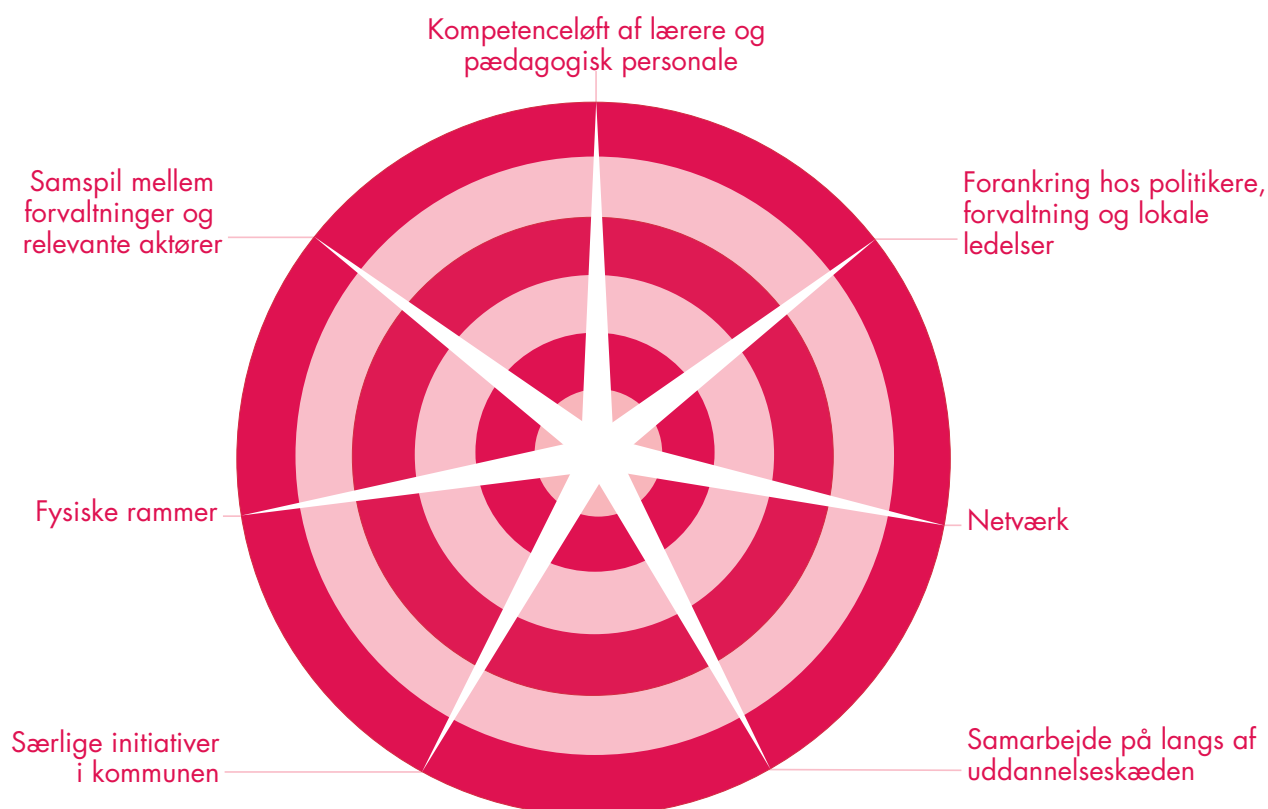 Kompetenceløft af lærere og
pædagogisk personale
Samspil mellem
forvaltninger og
relevante aktører
Forankring hos politikere,
forvaltning og lokale
ledelser
Fysiske rammer
Netværk
Særlige initiativer
i kommunen
Samarbejde på langs af
uddannelseskæden